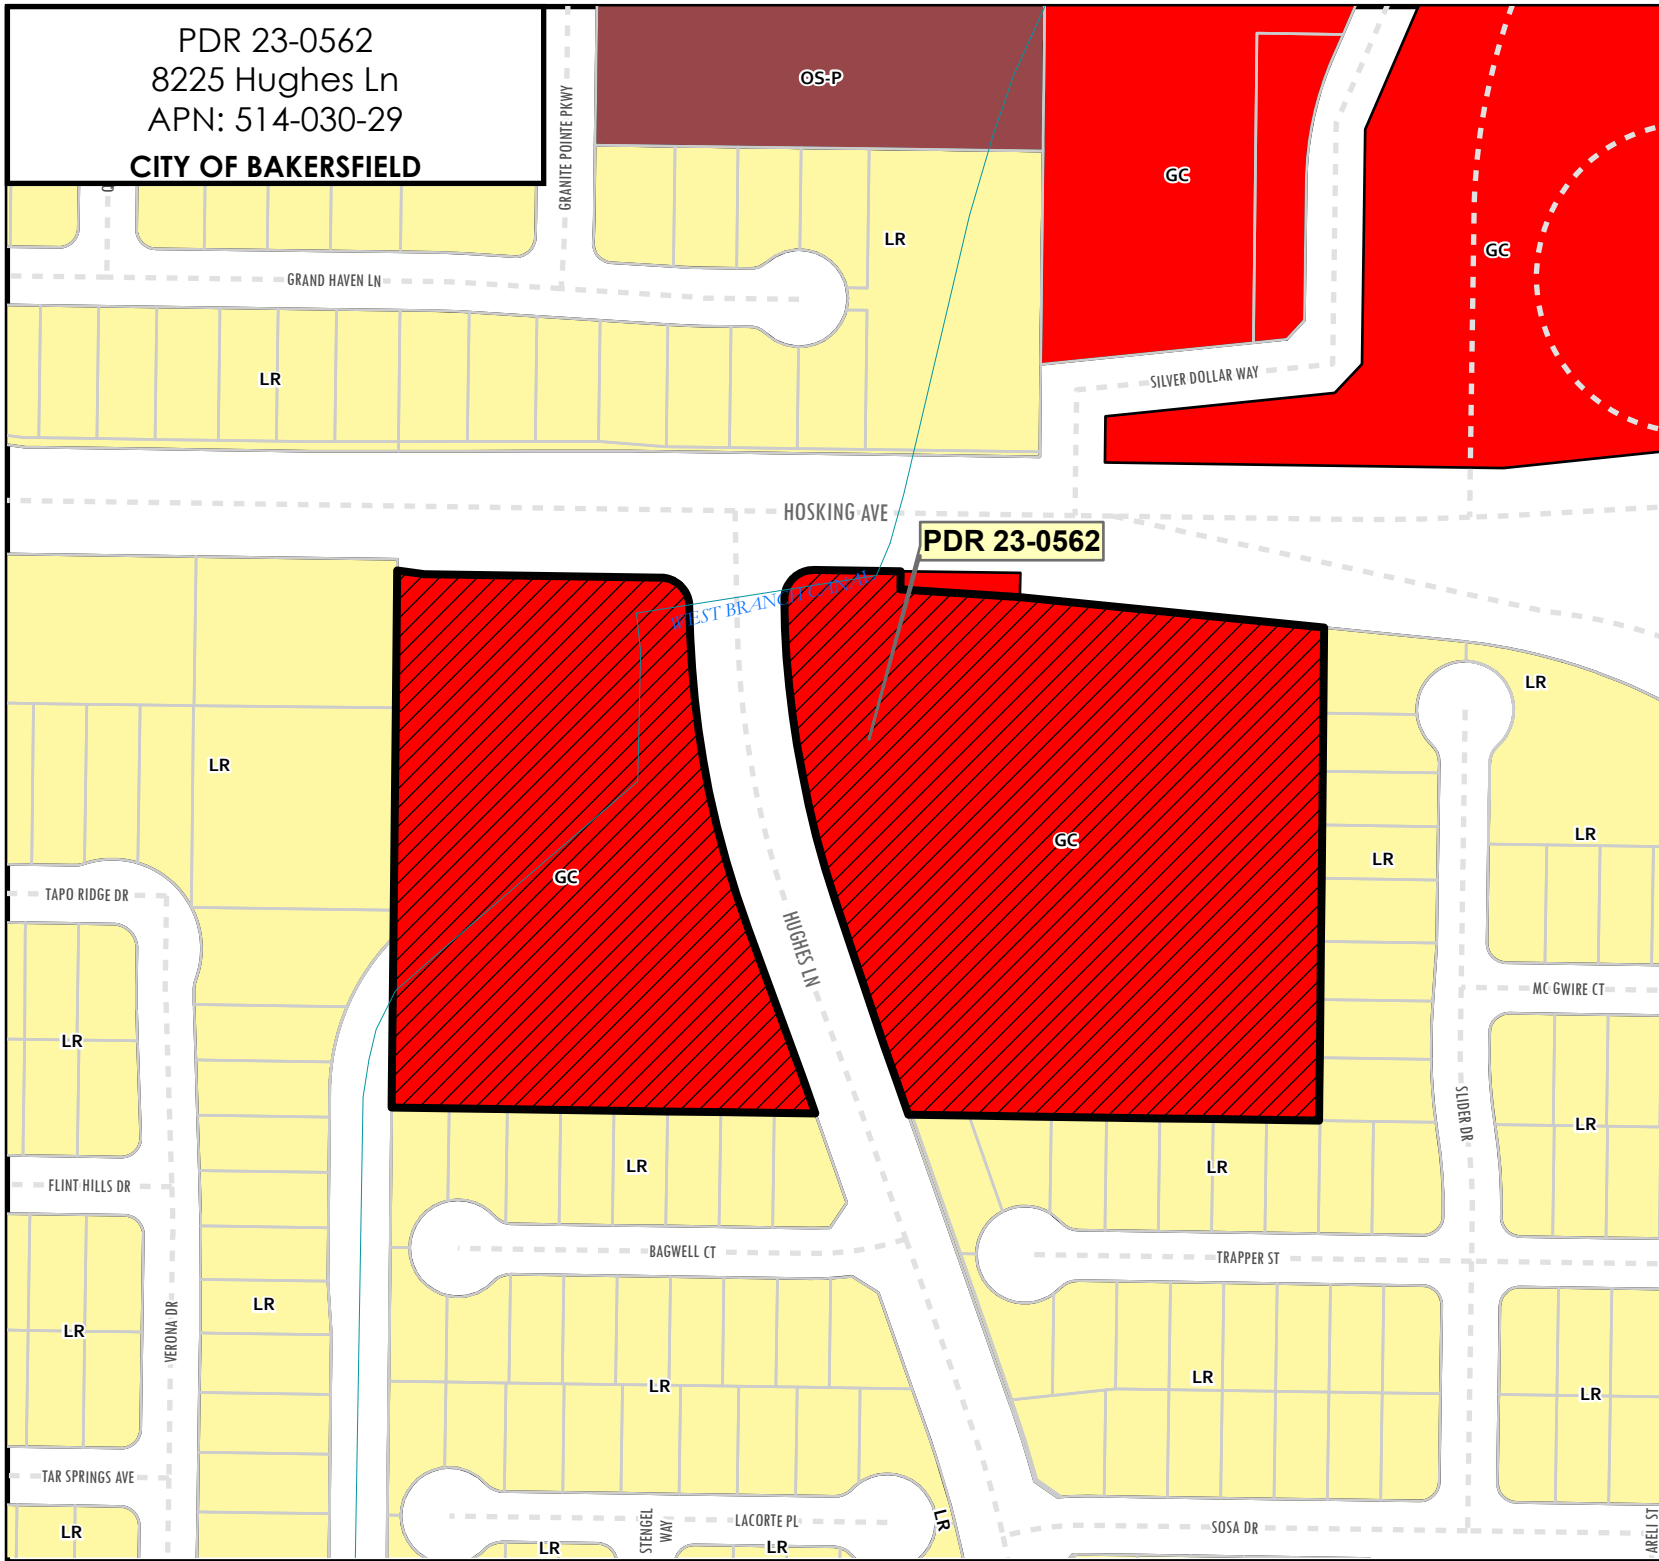 PDR 23-0562
8225 Hughes Ln
APN: 514-030-29
CITY OF BAKERSFIELD
OS-P
GRANITE POINTE PKWY
GC
LR
GC
GRAND HAVEN LN
LR
SILVER DOLLAR WAY
HOSKING AVE
PDR 23-0562
WEST BRANCH
LR
LR
LR
GC
LR
GC
TAPO RIDGE DR
HUGHES LN
MC GWIRE CT
LR
SLIDER DR
LR
LR
LR
FLINT HILLS DR
BAGWELL CT
TRAPPER ST
LR
VERONA DR
LR
LR
LR
LR
TAR SPRINGS AVE
STENGEL
WAY
LACORTE PL
LR
SOSA DR
ARELI ST
LR
LR
LR